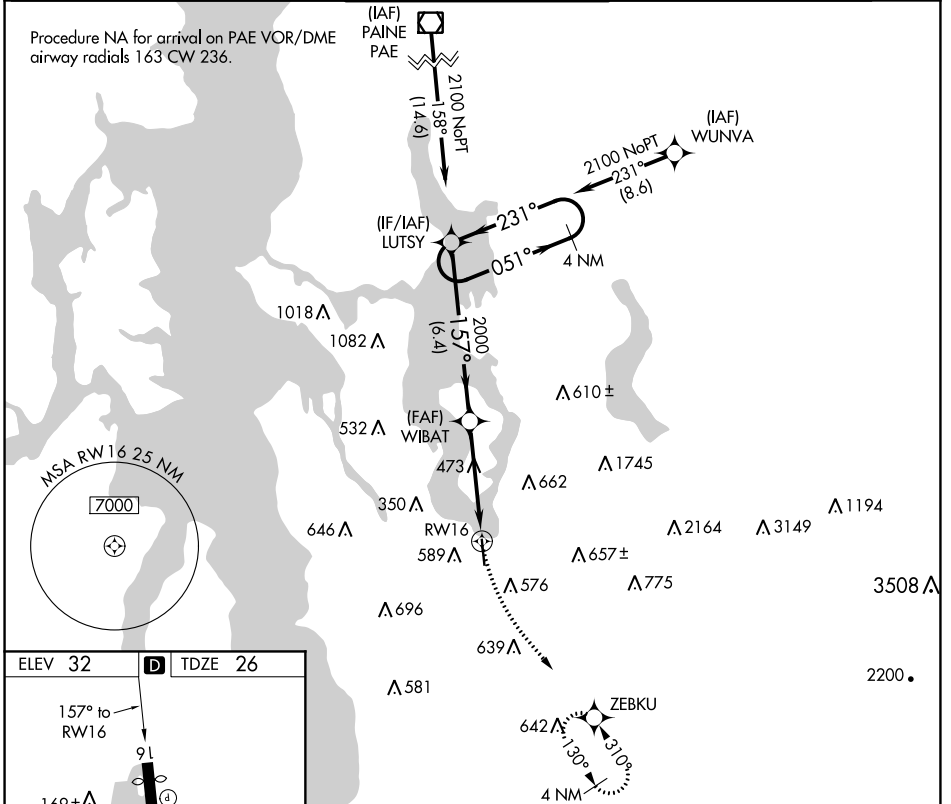 Procedure NA for arrival on PAE VOR/DME
airway radials 163 CW 236.
(IAF)
PAINE
PAE
2100 NoPT
158°
(14.6)
(IAF)
WUNVA
2100 NoPT
231°
(8.6)
(IF/IAF)
LUTSY
231°
051°
4 NM
1018
1082
2000
157°
(6.4)
610 ±
532
(FAF)
WIBAT
473
662
1745
MSA RW16 25 NM
7000
350
646
RW16
589
657 ±
2164
3149
1194
576
775
3508
696
639
581
2200
ELEV 32
D
TDZE 26
157° to
RW16
16
P
169 ±
642
ZEBKU
130°
310°
4 NM